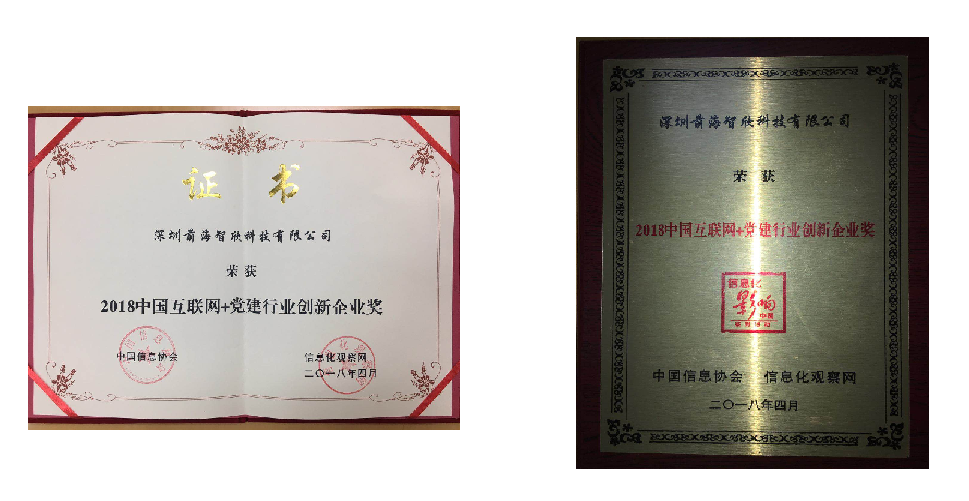 证 书
深圳前海智欣科技有限公司
荣 获
2018中国互联网+党建行业创新企业奖
中国信息协会
信息化观察网
二〇一八年四月
深圳前海智欣科技有限公司
荣 获
2018中国互联网+党建行业创新企业奖
信息化
影响
中国
中国信息协会 信息化观察网
二〇一八年四月